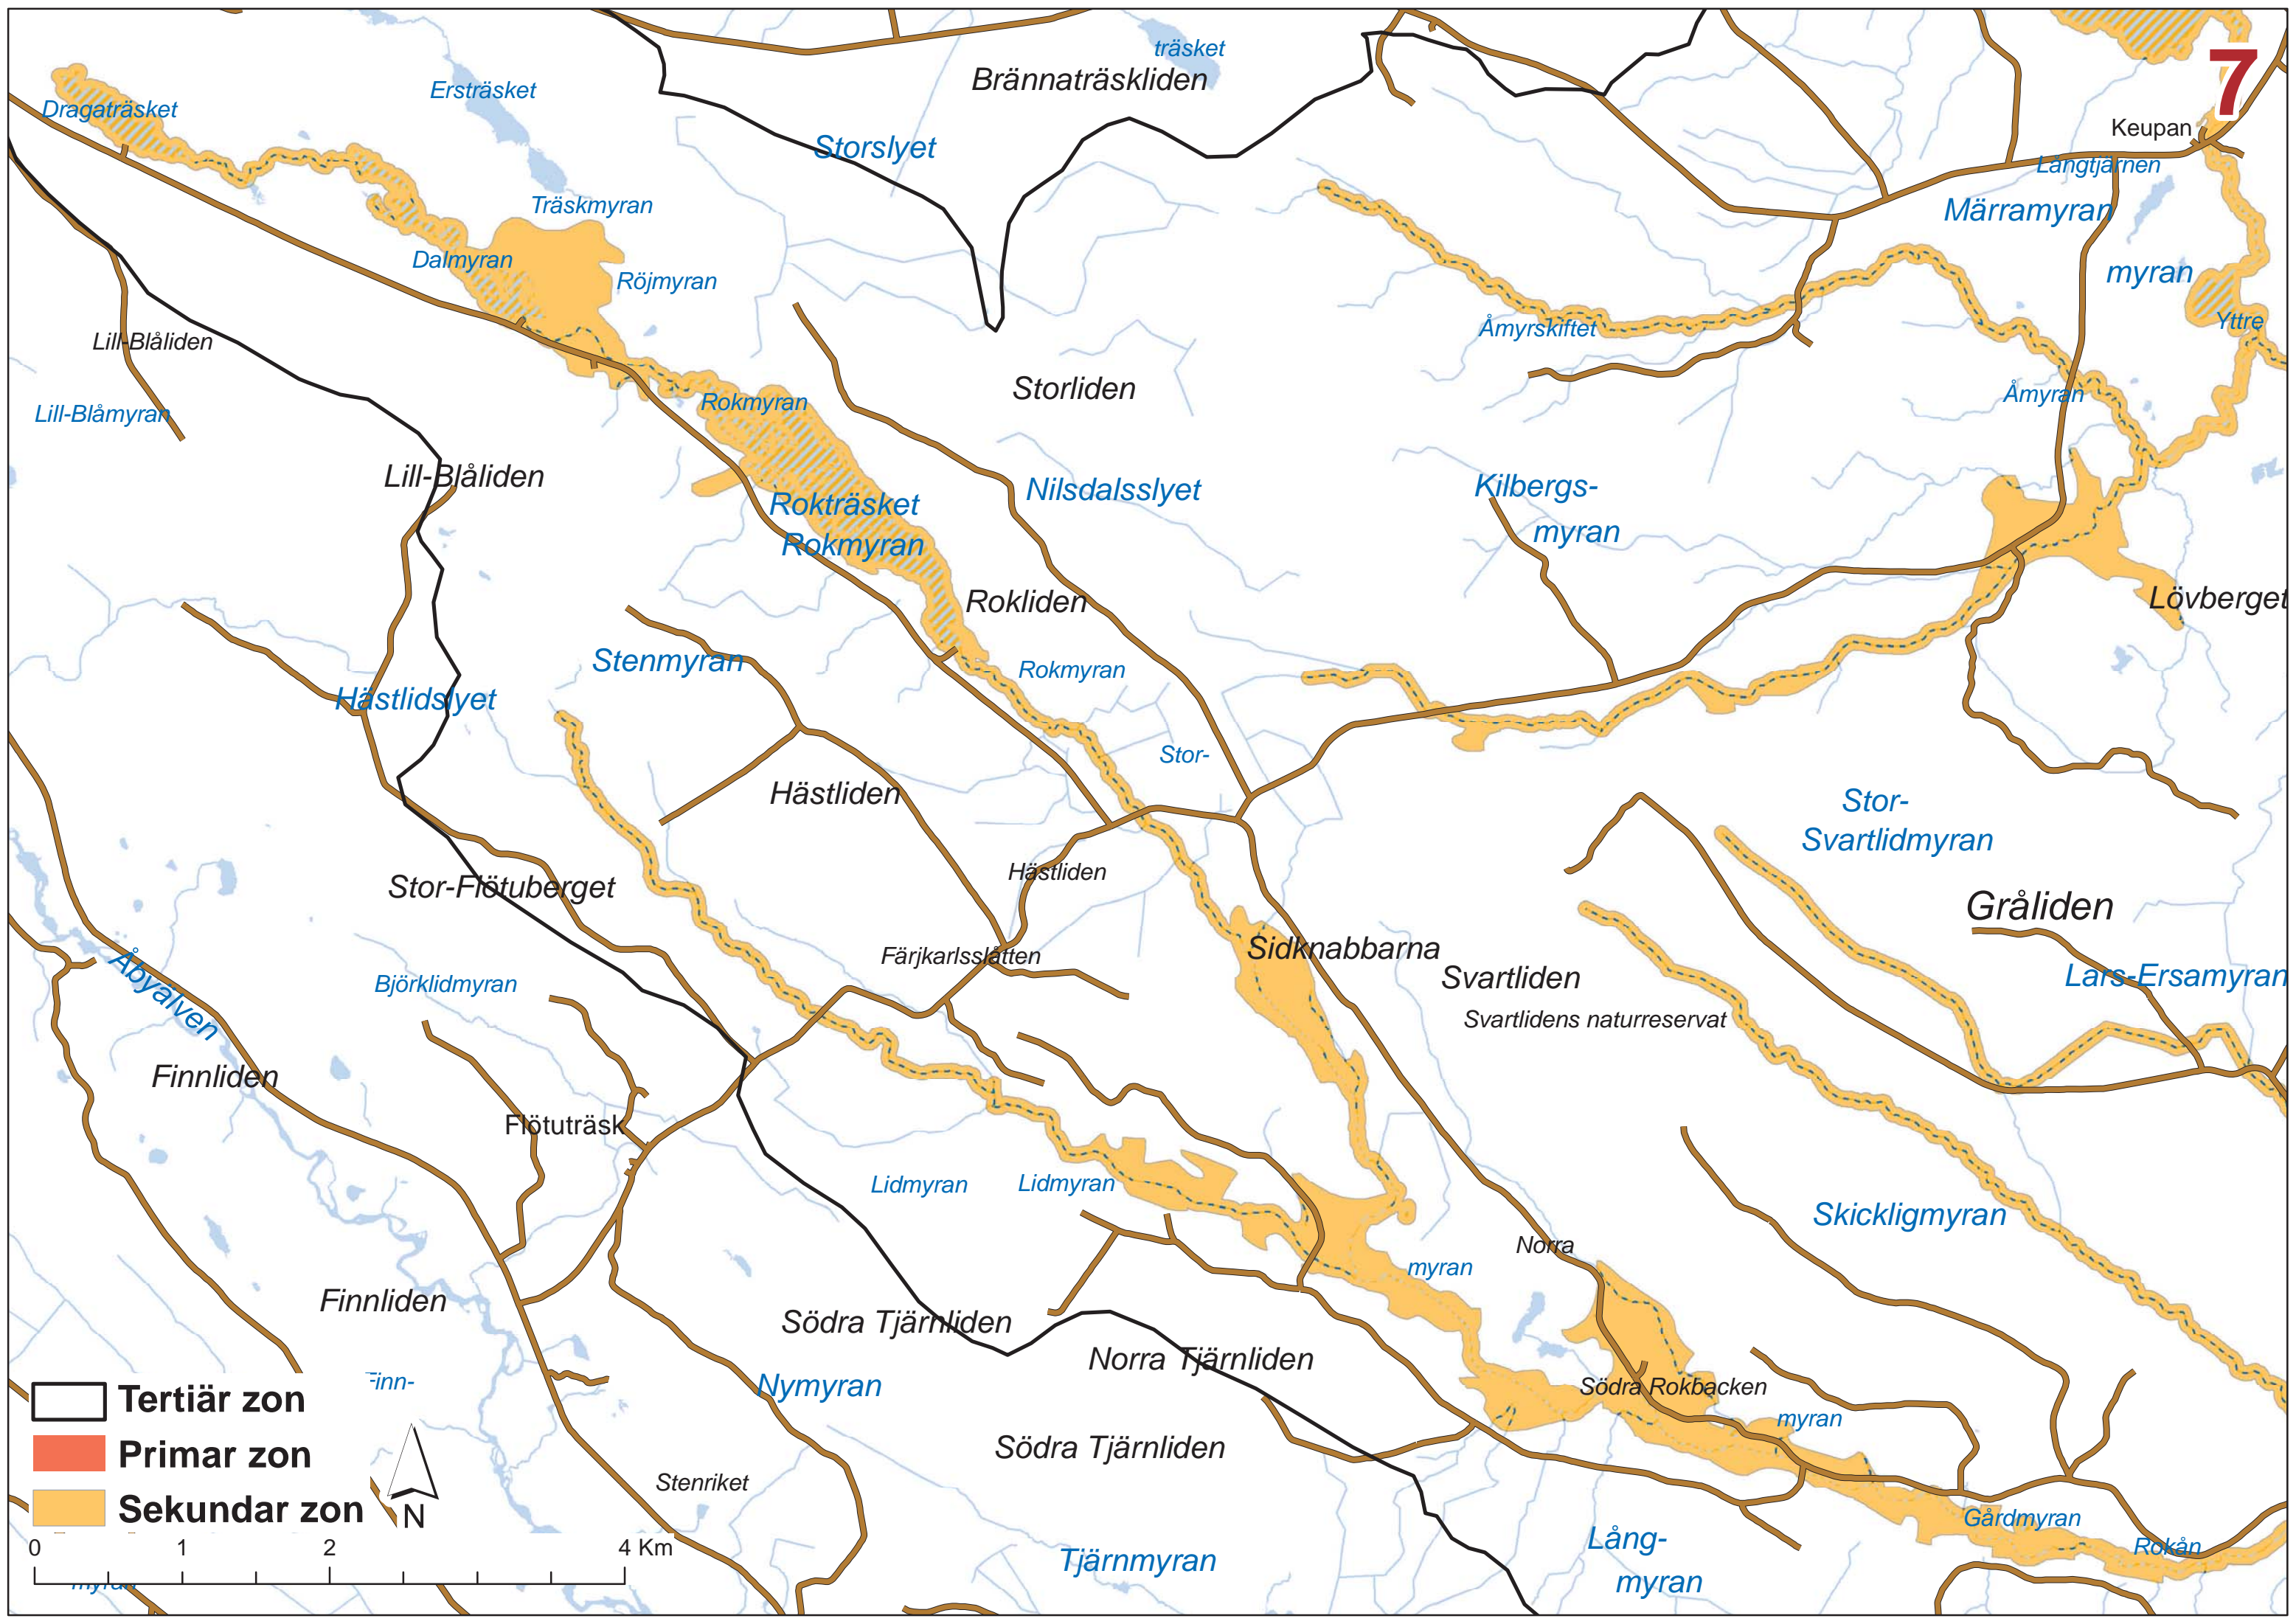 träsket
7
Brännaträskliden
Ersträsket
Dragaträsket
Keupan
Storslyet
Långtjärnen
Träskmyran
Märramyran
Dalmyran
Röjmyran
myran
Yttre
Åmyrskiftet
Lill-Blåliden
Storliden
Åmyran
Rokmyran
Lill-Blåmyran
Lill-Blåliden
Nilsdalsslyet
Kilbergs-
myran
Rokträsket
Rokmyran
Rokliden
Lövberget
Stenmyran
Rokmyran
Hästlidslyet
Stor-
Hästliden
Stor-
Svartlidmyran
Hästliden
Stor-Flötuberget
Gråliden
Sidknabbarna
Färjkarlsslåtten
Svartliden
Lars-Ersamyran
Åbyälven
Björklidmyran
Svartlidens naturreservat
Finnliden
Flötuträsk
Lidmyran
Lidmyran
Skickligmyran
Norra
myran
Finnliden
Södra Tjärnliden
Norra Tjärnliden
Finn-
Nymyran
Södra Rokbacken
myran
Tertiär zon
Primar zon
Sekundar zon
N
Södra Tjärnliden
Stenriket
Gårdmyran
Rokån
Lång-
myran
Tjärnmyran
0 1 2 4 Km
myran